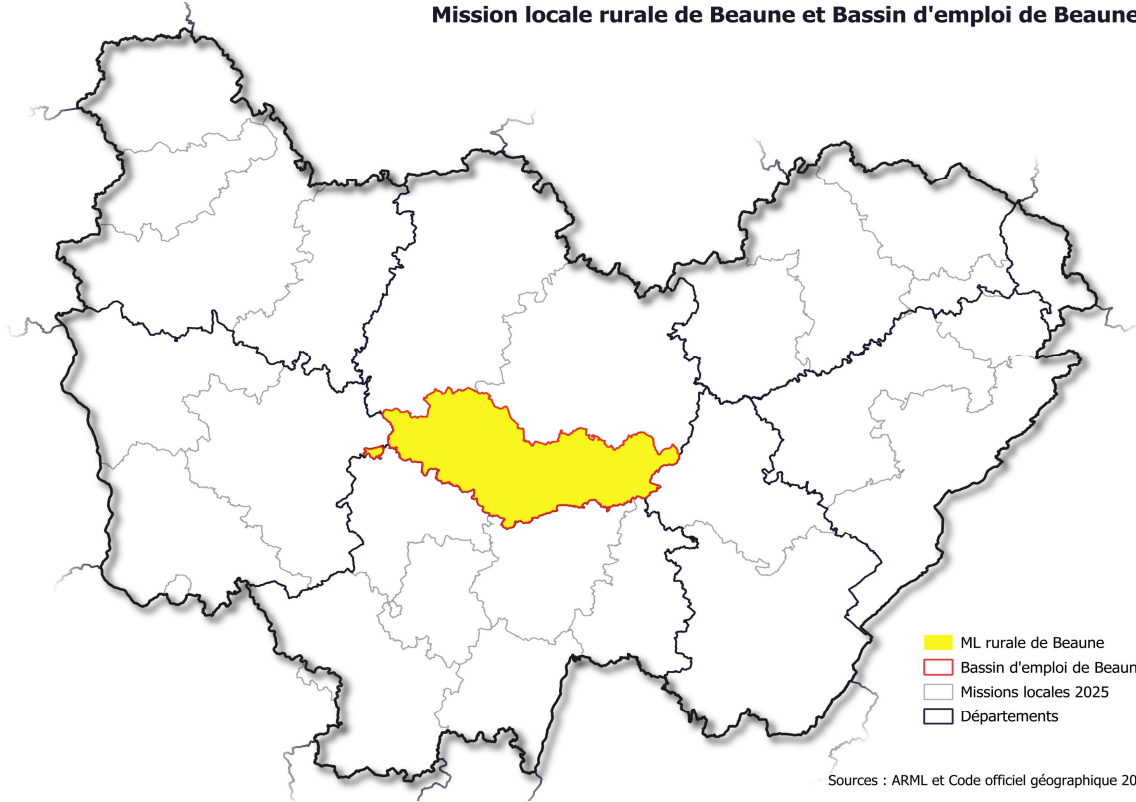 Mission locale rurale de Beaune et Bassin d'emploi de Beaune
ML rurale de Beaune
Bassin d'emploi de Beaun
Missions locales 2025
Départements
Sources : ARML et Code officiel géographique 20